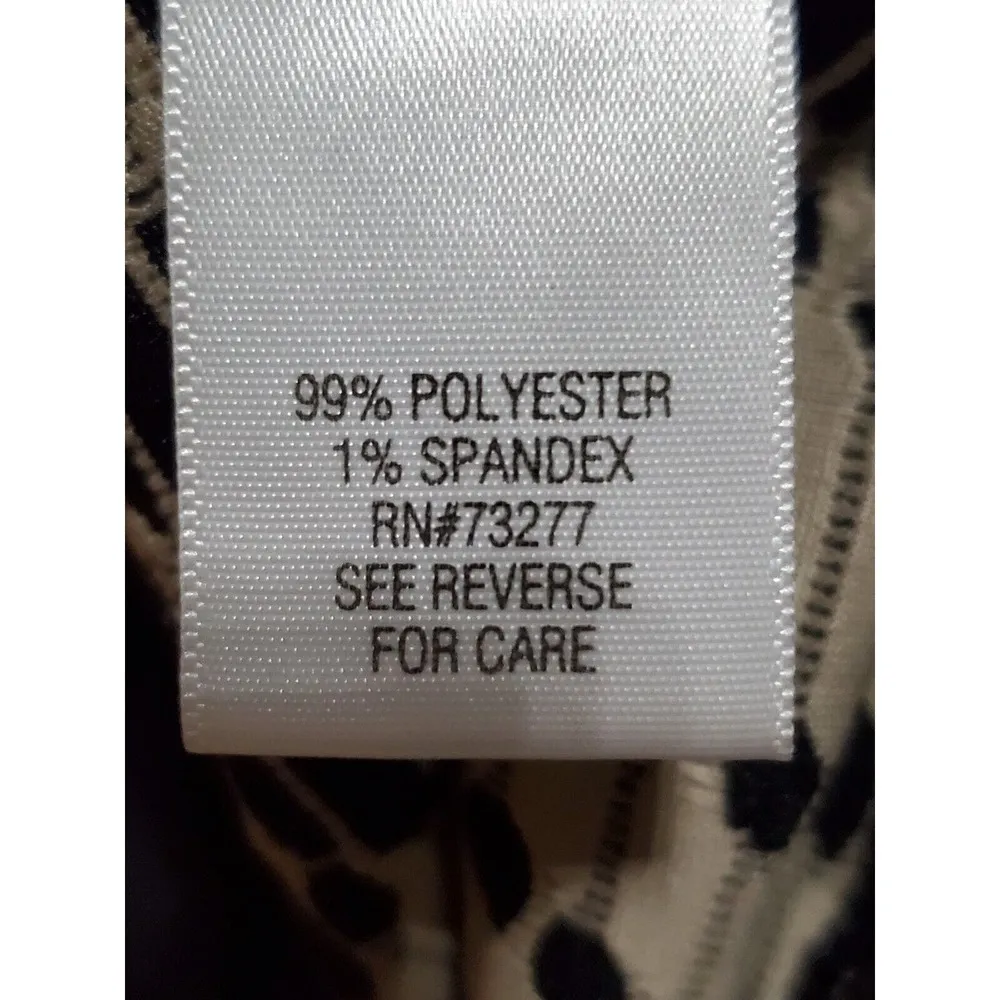 99% POLYESTER
1% SPANDEX
RN#73277
SEE REVERSE
FOR CARE